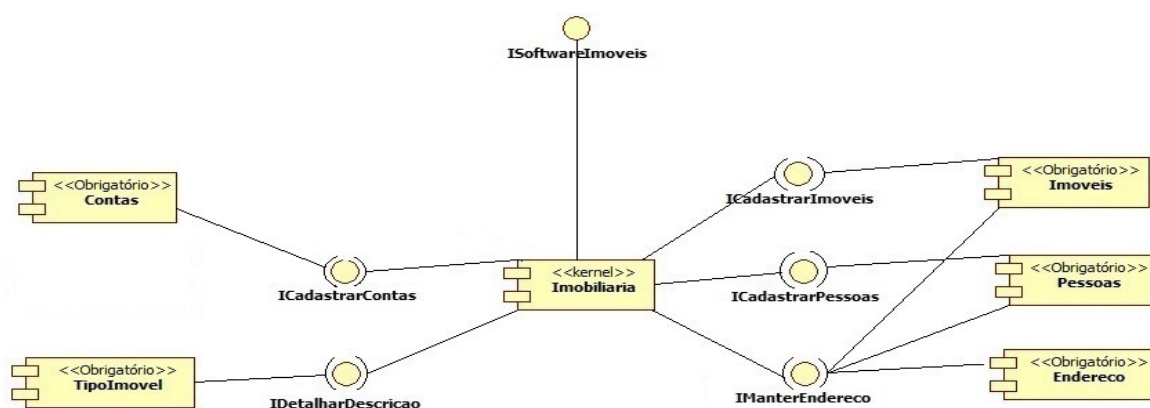 ISoftwareImoveis
<<Obrigatório>>
Contas
<<Obrigatório>>
Imoveis
ICadastrarImoveis
ICadastrarContas
<<kernel>>
Imobiliaria
ICadastrarPessoas
<<Obrigatório>>
Pessoas
<<Obrigatório>>
TipoImovel
IDetalharDescricao
IManterEndereco
<<Obrigatório>>
Endereco